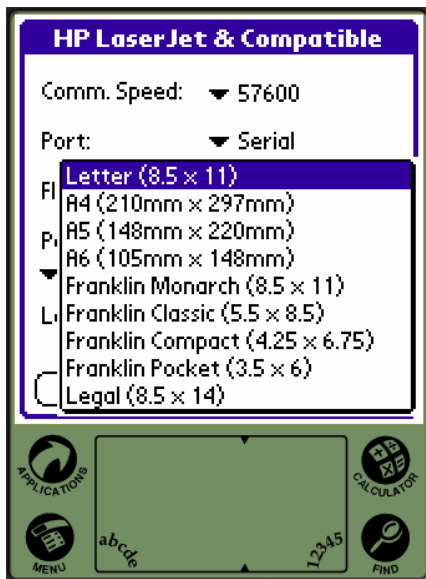 HP LaserJet & Compatible
Comm. Speed: 57600
Port: Serial
Letter (8.5 x 11)
A4 (210mm x 297mm)
A5 (148mm x 220mm)
A6 (105mm x 148mm)
Franklin Monarch (8.5 x 11)
Franklin Classic (5.5 x 8.5)
Franklin Compact (4.25 x 6.75)
Franklin Pocket (3.5 x 6)
Legal (8.5 x 14)
APPLICATIONS
CALCULATOR
abcde
12345
MENU
FIND